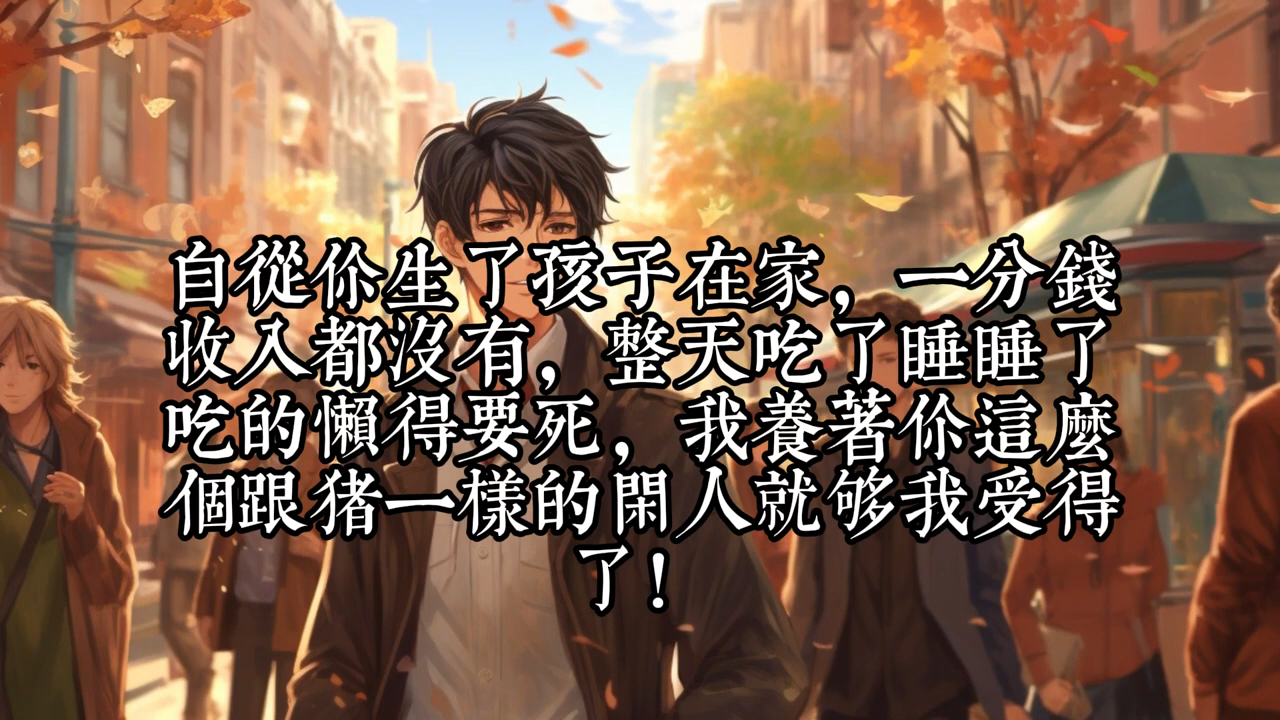 自從你生了孩子在家，一分錢
收入都沒有，整天吃了睡睡了
吃的懶得要死，我養著你這麼
個跟猪一樣的閑人就够我受得
了！